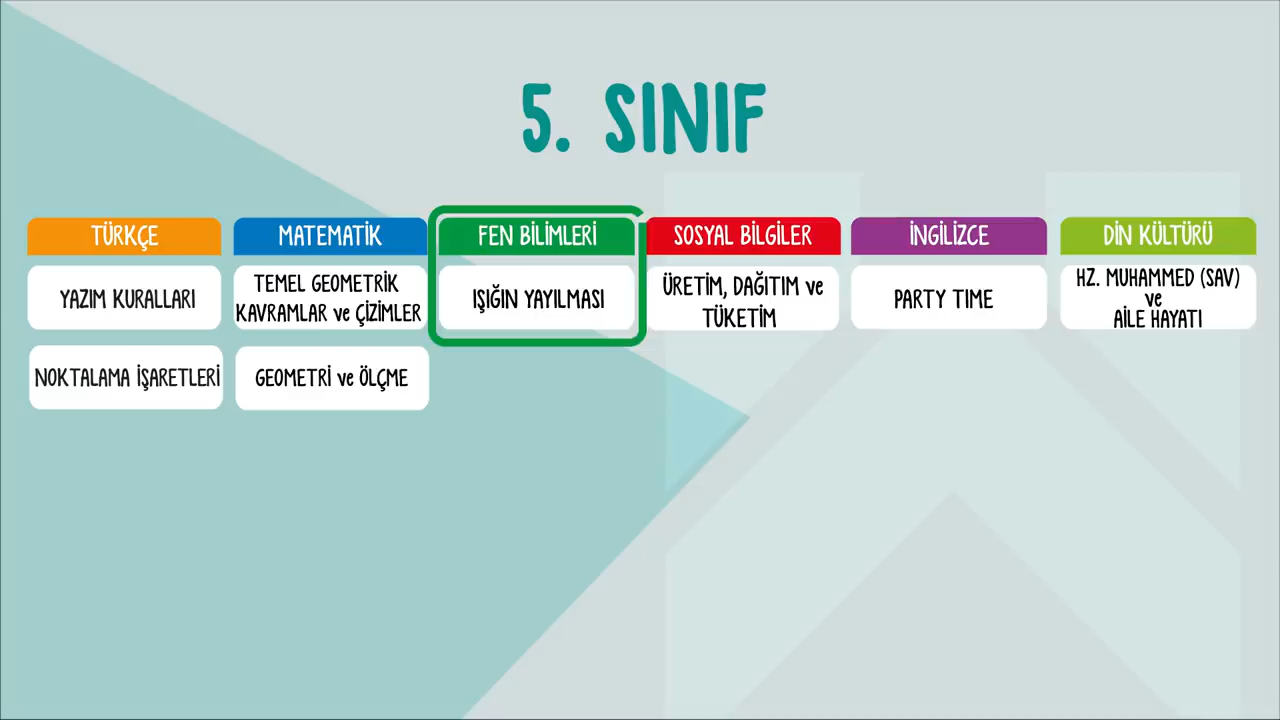 5. SINIF
TÜRKÇE
YAZIM KURALLARI
NOKTALAMA İŞARETLERİ
MATEMATİK
TEMEL GEOMETRİK
KAVRAMLAR ve ÇİZİMLER
GEOMETRİ ve ÖLÇME
FEN BİLİMLERİ
IŞIĞIN YAYILMASI
SOSYAL BİLGİLER
ÜRETİM, DAĞITIM ve
TÜKETİM
İNGİLİZCE
PARTY TIME
DİN KÜLTÜRÜ
HZ. MUHAMMED (SAV)
ve
AİLE HAYATI